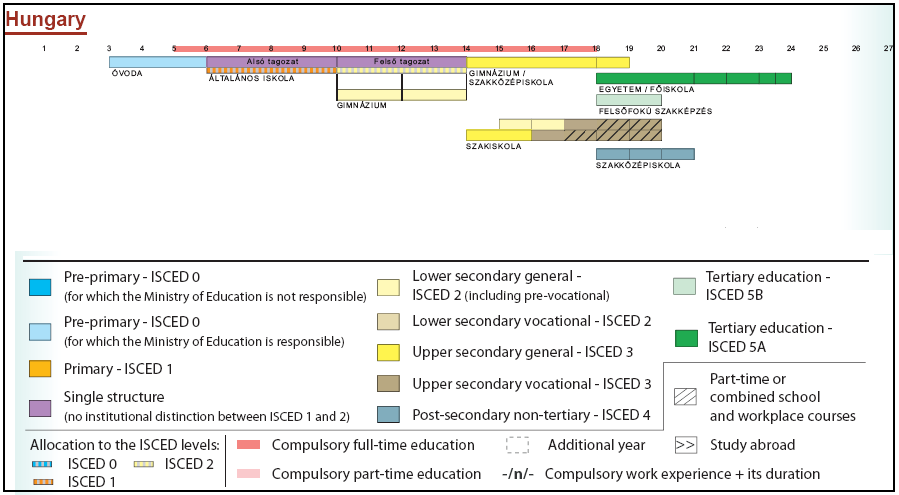 Hungary
1 2 3 4 5 6 7 8 9 10 11 12 13 14 15 16 17 18 19 20 21 22 23 24 25 26 27
Alsó tagozat Felső tagozat
ÓVODA ÁLTALÁNOS ISKOLA GIMNÁZIUM /
SZAKKÖZÉPISKOLA
EGYETEM / FŐISKOLA
GIMNÁZIUM FELSŐFOKÚ SZAKKÉPZÉS
SZAKISKOLA
SZAKKÖZÉPISKOLA
Pre-primary - ISCED 0
(for which the Ministry of Education is not responsible)
Pre-primary - ISCED 0
(for which the Ministry of Education is responsible)
Primary - ISCED 1
Single structure
(no institutional distinction between ISCED 1 and 2)
Lower secondary general -
ISCED 2 (including pre-vocational)
Lower secondary vocational - ISCED 2
Upper secondary general - ISCED 3
Upper secondary vocational - ISCED 3
Post-secondary non-tertiary - ISCED 4
Tertiary education -
ISCED 5B
Tertiary education -
ISCED 5A
Part-time or
combined school
and workplace courses
Allocation to the ISCED levels:
ISCED 0 ISCED 2
ISCED 1
Compulsory full-time education
Compulsory part-time education
Additional year
-/n/- Compulsory work experience + its duration
>> Study abroad